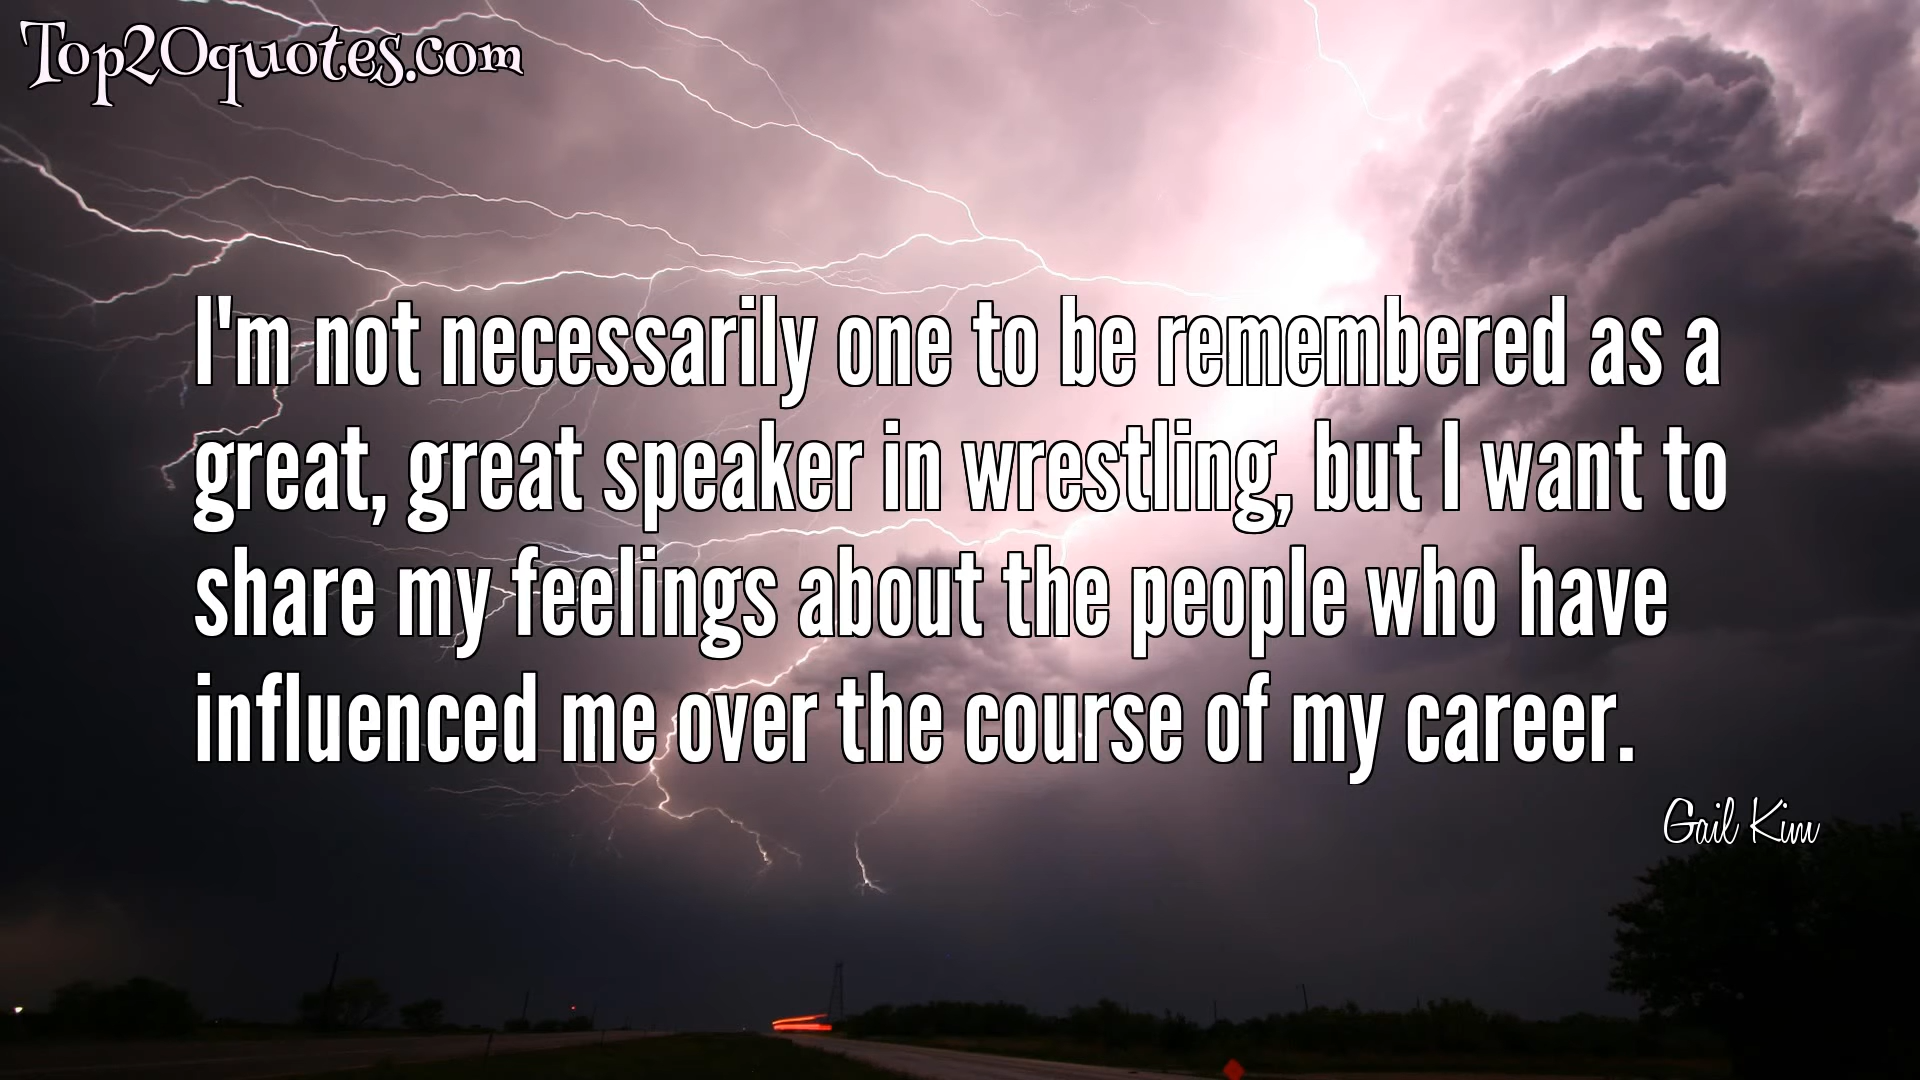 Top20quotes.com
I'm not necessarily one to be remembered as a
great, great speaker in wrestling, but I want to
share my feelings about the people who have
influenced me over the course of my career.
Gail Kim